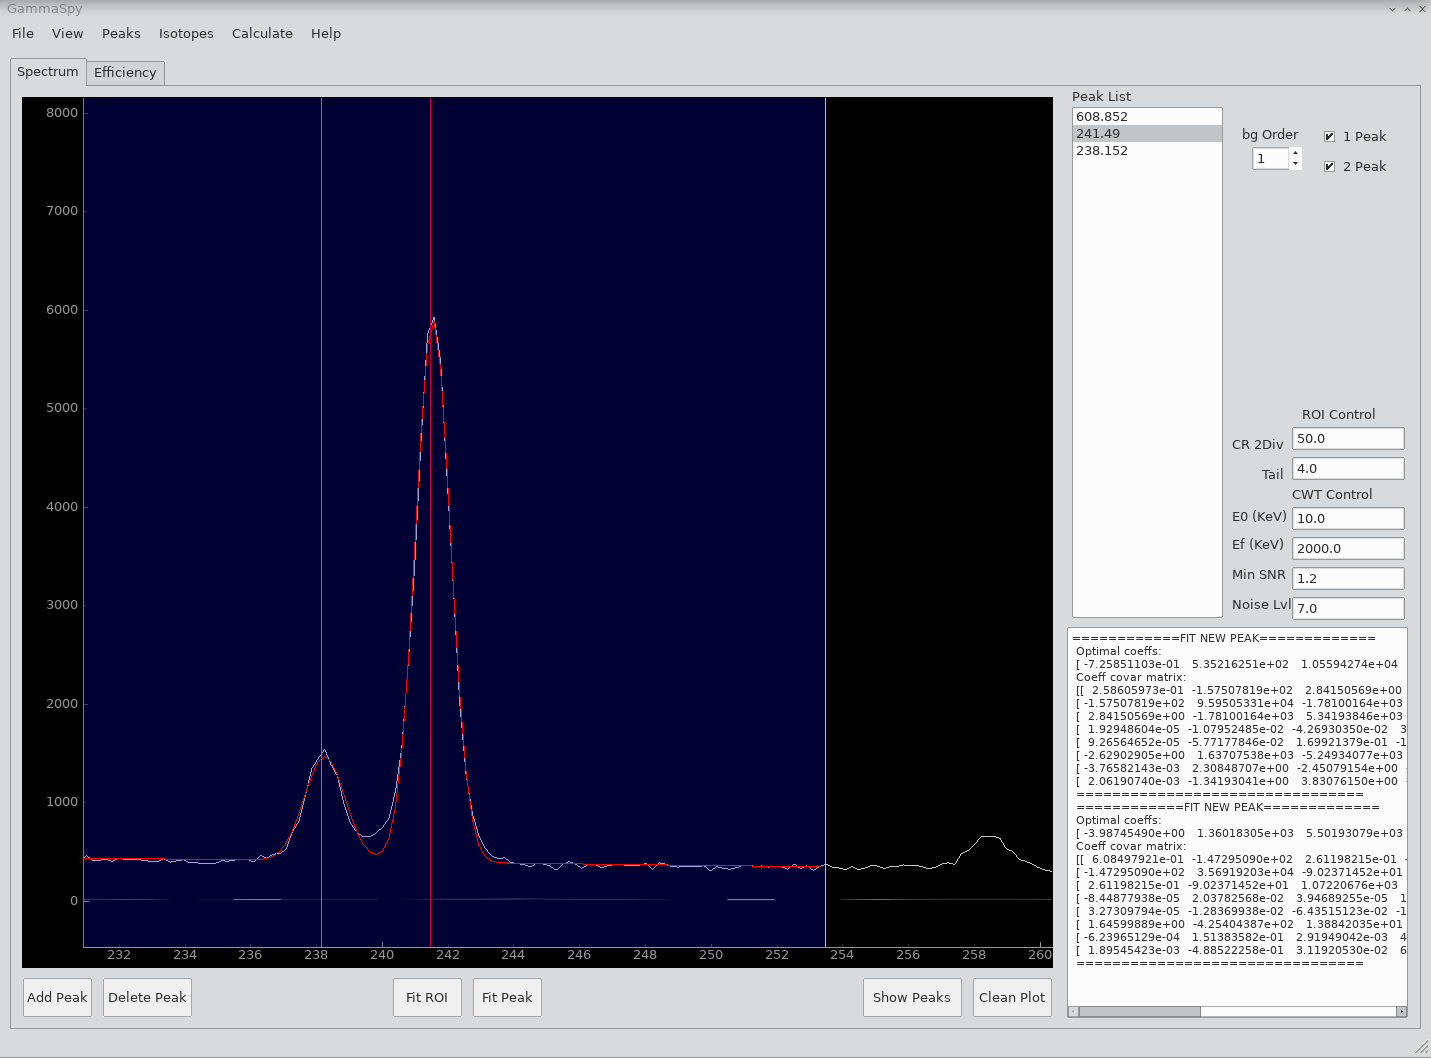 GammaSpy
File View Peaks Isotopes Calculate Help
Spectrum Efficiency
8000
7000
6000
5000
4000
3000
2000
1000
0
232 234 236 238 240 242 244 246 248 250 252 254 256 258 260
Add Peak Delete Peak Fit ROI Fit Peak Show Peaks Clean Plot
Peak List
608.852
241.49
238.152
bg Order
1
1 Peak
2 Peak
ROI Control
CR 2Div 50.0
Tail 4.0
CWT Control
E0 (KeV) 10.0
Ef (KeV) 2000.0
Min SNR 1.2
Noise Lvl 7.0
============FIT NEW PEAK=============
Optimal coeffs:
[ -7.25851103e-01 5.35216251e+02 1.05594274e+04
Coeff covar matrix:
[[ 2.58605973e-01 -1.57507819e+02 2.84150569e+00
[ -1.57507819e+02 9.59505331e+04 -1.78100164e+03
[ 2.84150569e+00 -1.78100164e+03 5.34193846e+03
[ 1.92948604e-05 -1.07952485e-02 -4.26930350e-02 3
[ 9.26564652e-05 -5.77177846e-02 1.69921379e-01 -1
[ -2.62902905e+00 1.63707538e+03 -5.24934077e+03
[ -3.76582143e-03 2.30848707e+00 -2.45079154e+00 -
[ 2.06190740e-03 -1.34193041e+00 3.83076150e+00 -
================================
============FIT NEW PEAK=============
Optimal coeffs:
[ -3.98745490e+00 1.36018305e+03 5.50193079e+03
Coeff covar matrix:
[[ 6.08497921e-01 -1.47295090e+02 2.61198215e-01 -
[ -1.47295090e+02 3.56919203e+04 -9.02371452e+01
[ 2.61198215e-01 -9.02371452e+01 1.07220676e+03
[ -8.44877938e-05 2.03782568e-02 3.94689255e-05 1
[ 3.27309794e-05 -1.28369938e-02 -6.43515123e-02 -1
[ 1.64599889e+00 -4.25404387e+02 1.38842035e+01
[ -6.23965129e-04 1.51383582e-01 2.91949042e-03 4
[ 1.89545423e-03 -4.88522258e-01 3.11920530e-02 6
================================